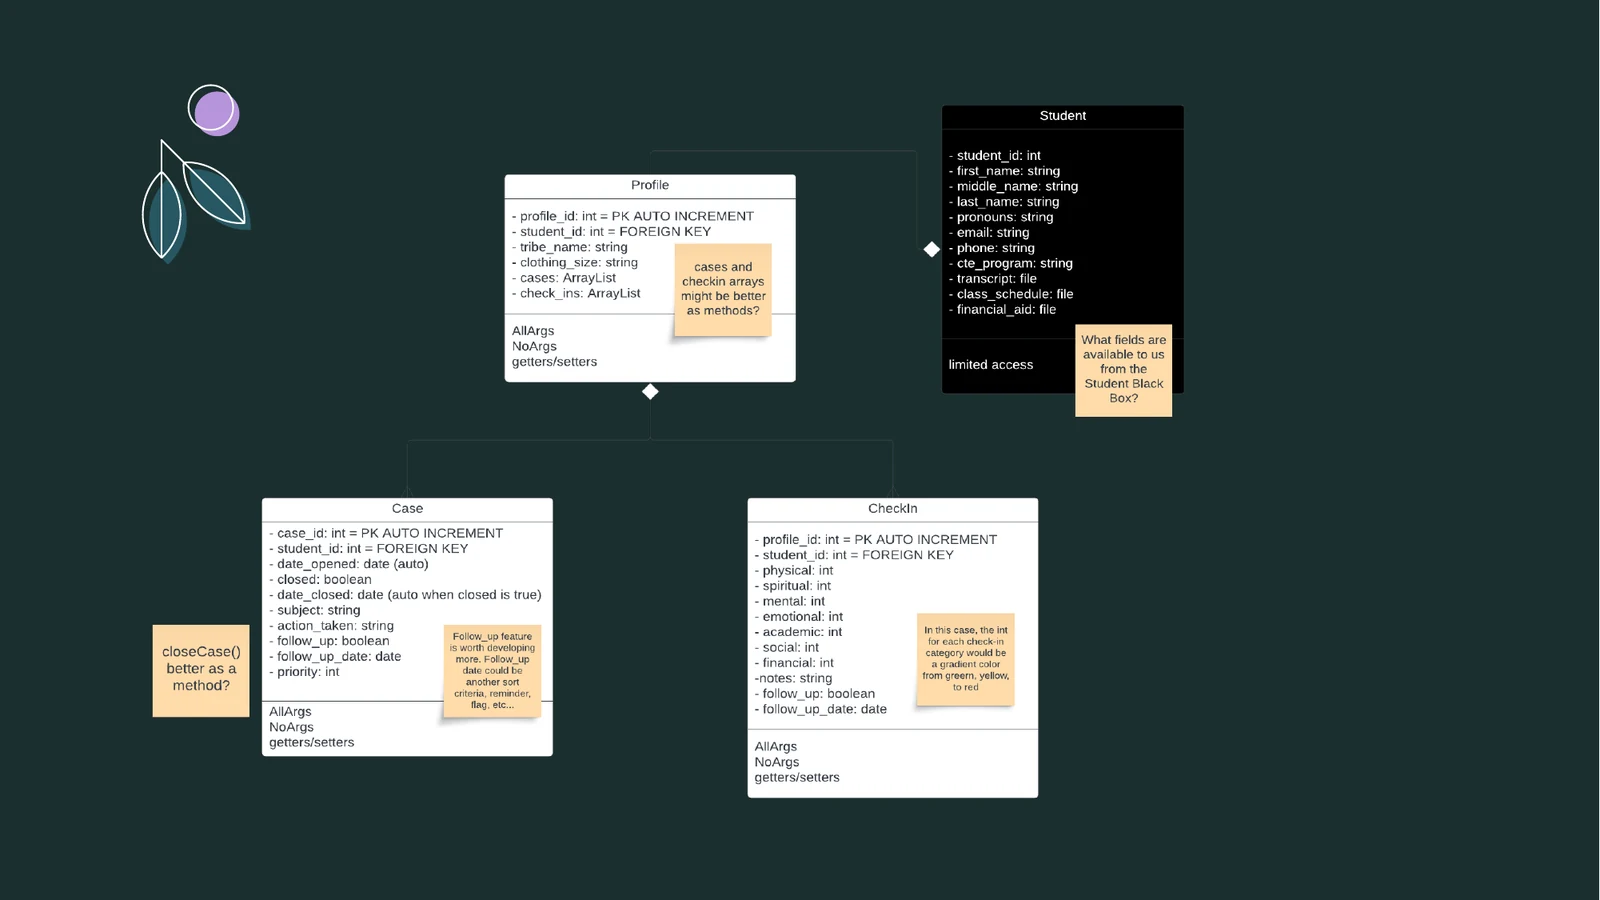 Student
- student_id: int
- first_name: string
- middle_name: string
- last_name: string
- pronouns: string
- email: string
- phone: string
- cte_program: string
- transcript: file
- class_schedule: file
- financial_aid: file
limited access
What fields are
available to us
from the
Student Black
Box?
Profile
- profile_id: int = PK AUTO INCREMENT
- student_id: int = FOREIGN KEY
- tribe_name: string
- clothing_size: string
- cases: ArrayList
- check_ins: ArrayList
cases and
checkin arrays
might be better
as methods?
AllArgs
NoArgs
getters/setters
Case
- case_id: int = PK AUTO INCREMENT
- student_id: int = FOREIGN KEY
- date_opened: date (auto)
- closed: boolean
- date_closed: date (auto when closed is true)
- subject: string
- action_taken: string
- follow_up: boolean
- follow_up_date: date
- priority: int
closeCase()
better as a
method?
Follow_up feature
is worth developing
more. Follow_up
date could be
another sort
criteria, reminder,
flag, etc...
AllArgs
NoArgs
getters/setters
CheckIn
- profile_id: int = PK AUTO INCREMENT
- student_id: int = FOREIGN KEY
- physical: int
- spiritual: int
- mental: int
- emotional: int
- academic: int
- social: int
- financial: int
-notes: string
- follow_up: boolean
- follow_up_date: date
In this case, the int
for each check-in
category would be
a gradient color
from greern, yellow,
to red
AllArgs
NoArgs
getters/setters